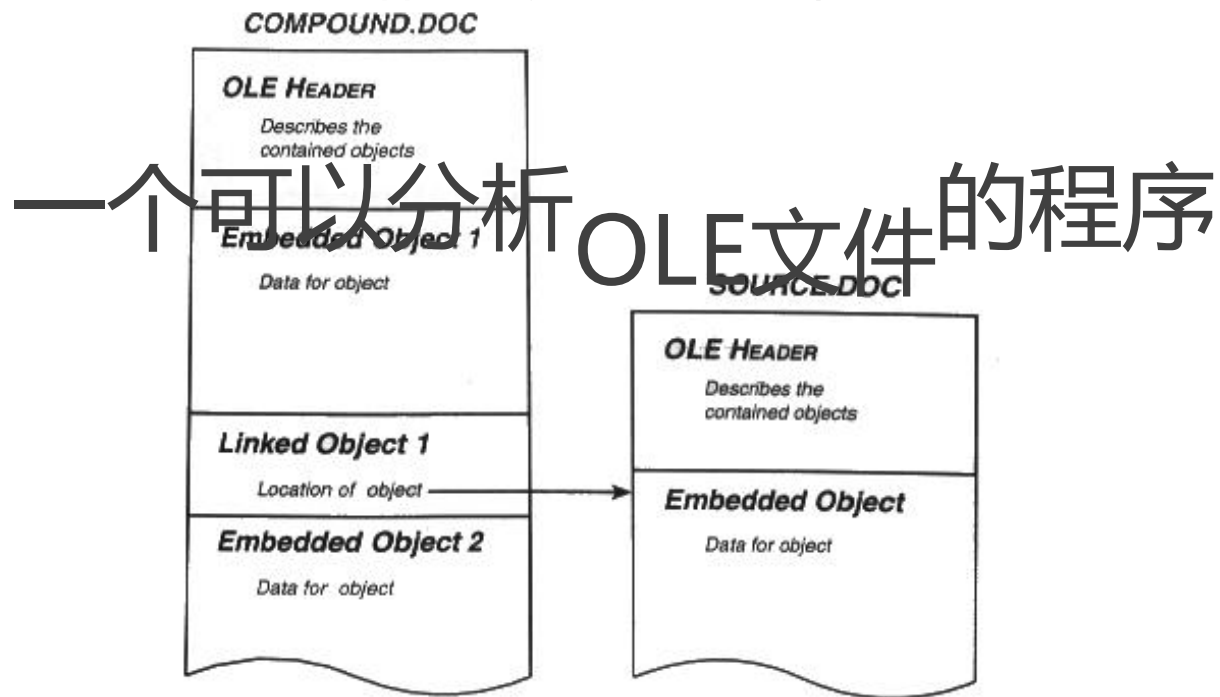 COMPOUND.DOC
OLE HEADER
Describes the
contained objects
一个可以分析OLE文件的程序
Embedded Object 1
Data for object
Linked Object 1
Location of object
Embedded Object 2
Data for object
SOURCE.DOC
OLE HEADER
Describes the
contained objects
Embedded Object
Data for object